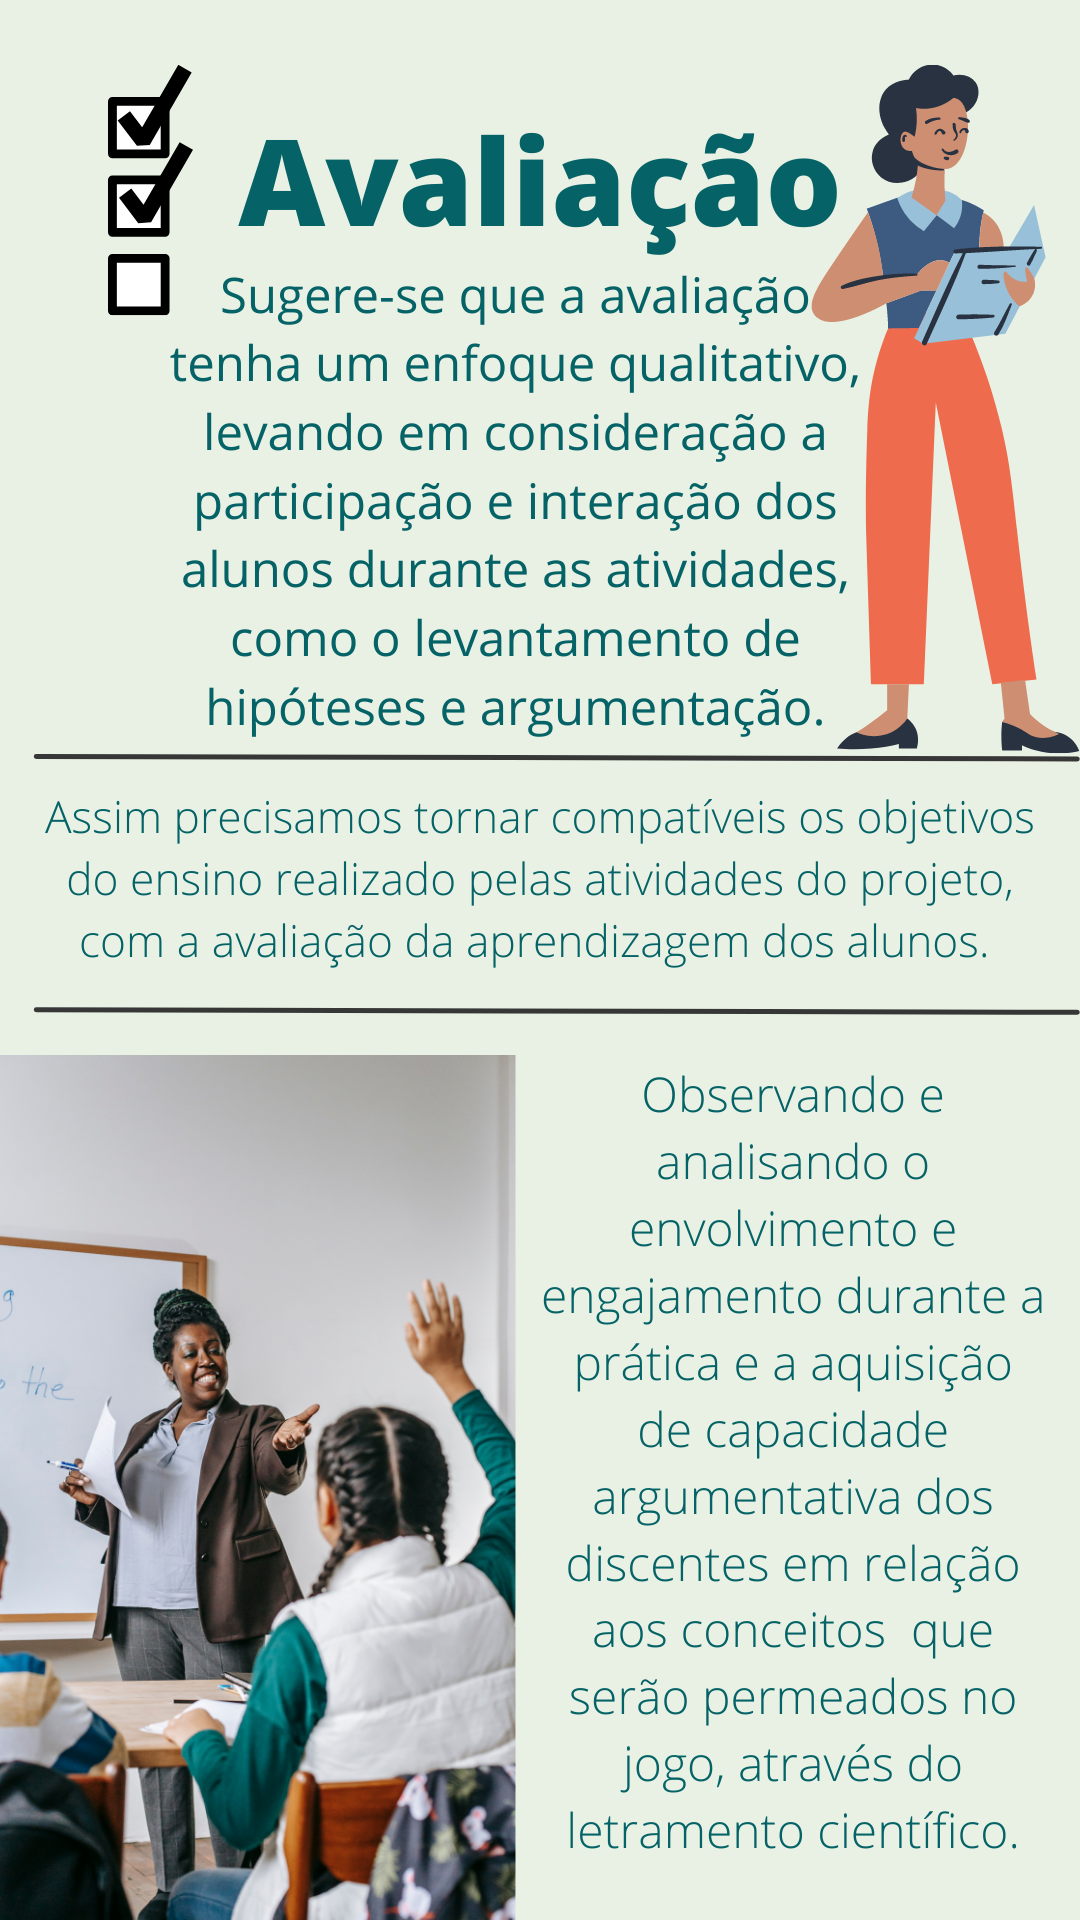 Avaliação
Sugere-se que a avaliação
tenha um enfoque qualitativo,
levando em consideração a
participação e interação dos
alunos durante as atividades,
como o levantamento de
hipóteses e argumentação.
Assim precisamos tornar compatíveis os objetivos
do ensino realizado pelas atividades do projeto,
com a avaliação da aprendizagem dos alunos.
Observando e
analisando o
envolvimento e
engajamento durante a
prática e a aquisição
de capacidade
argumentativa dos
discentes em relação
aos conceitos  que
serão permeados no
jogo, através do
letramento científico.
the